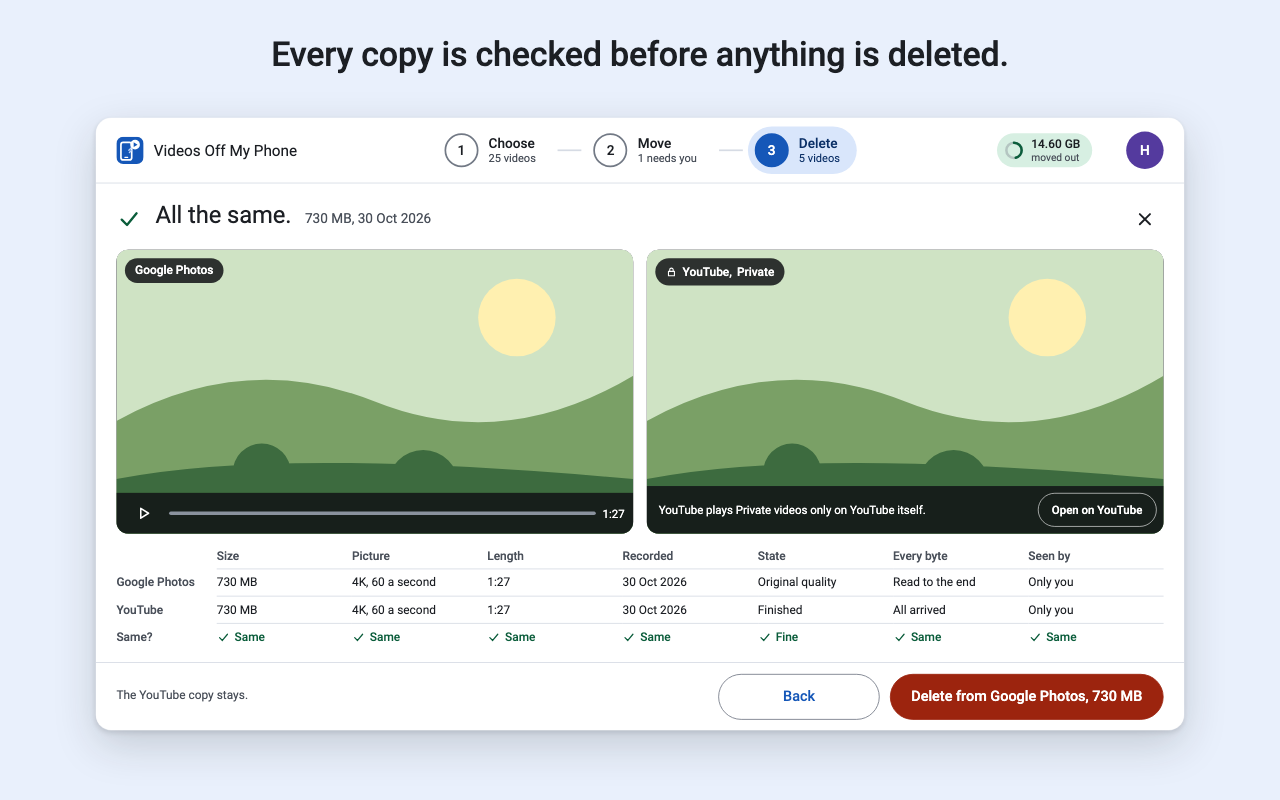 Every copy is checked before anything is deleted.
Videos Off My Phone
1
Choose
25 videos
2
Move
1 needs you
3
Delete
5 videos
14.60 GB
moved out
H
All the same. 730 MB, 30 Oct 2026
Google Photos
YouTube, Private
1:27
YouTube plays Private videos only on YouTube itself.
Open on YouTube
Size Picture Length Recorded State Every byte Seen by
Google Photos 730 MB 4K, 60 a second 1:27 30 Oct 2026 Original quality Read to the end Only you
YouTube 730 MB 4K, 60 a second 1:27 30 Oct 2026 Finished All arrived Only you
Same? Same Same Same Same Fine Same Same
The YouTube copy stays.
Back
Delete from Google Photos, 730 MB